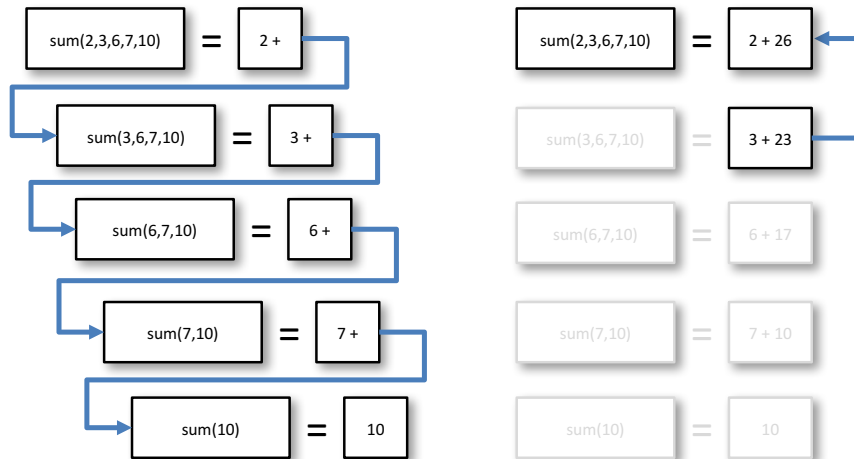 sum(2,3,6,7,10) = 2 +
sum(3,6,7,10) = 3 +
sum(6,7,10) = 6 +
sum(7,10) = 7 +
sum(10) = 10
sum(2,3,6,7,10) = 2 + 26
sum(3,6,7,10) = 3 + 23
sum(6,7,10) = 6 + 17
sum(7,10) = 7 + 10
sum(10) = 10